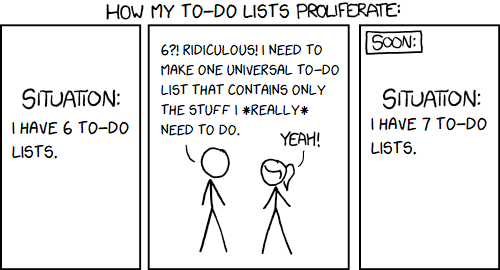 HOW MY TO-DO LISTS PROLIFERATE:
SITUATION:
I HAVE 6 TO-DO
LISTS.
6?! RIDICULOUS! I NEED TO
MAKE ONE UNIVERSAL TO-DO
LIST THAT CONTAINS ONLY
THE STUFF I *REALLY*
NEED TO DO.
YEAH!
SOON:
SITUATION:
I HAVE 7 TO-DO
LISTS.